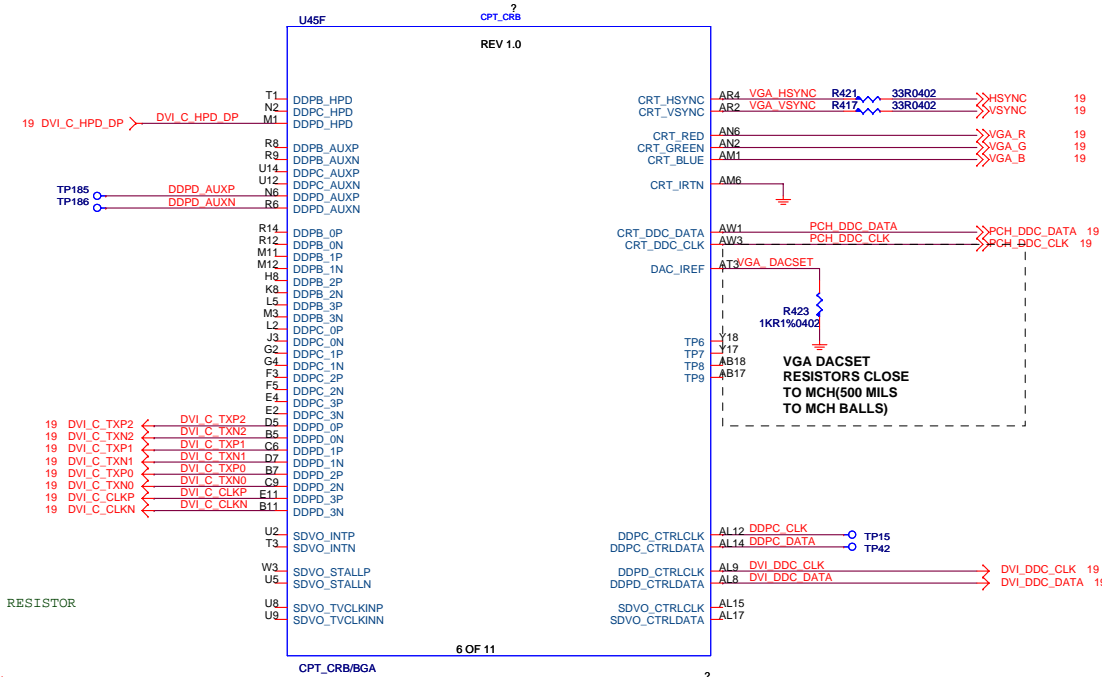 ?
U45F CPT_CRB
REV 1.0
T1 DDPB_HPD
N2 DDPC_HPD
19 DVI_C_HPD_DP DVI_C_HPD_DP M1 DDPD_HPD
R8 DDPB_AUXP
R9 DDPB_AUXN
U14 DDPC_AUXP
U12 DDPC_AUXN
TP185 DDPD_AUXP N6 DDPD_AUXP
TP186 DDPD_AUXN R6 DDPD_AUXN
R14 DDPB_0P
R12 DDPB_0N
M11 DDPB_1P
M12 DDPB_1N
H8 DDPB_2P
K8 DDPB_2N
L5 DDPB_3P
M3 DDPB_3N
L2 DDPC_0P
J3 DDPC_0N
G2 DDPC_1P
G4 DDPC_1N
F3 DDPC_2P
F5 DDPC_2N
E4 DDPC_3P
E2 DDPC_3N
19 DVI_C_TXP2 DVI_C_TXP2 D5 DDPD_0P
19 DVI_C_TXN2 DVI_C_TXN2 B5 DDPD_0N
19 DVI_C_TXP1 DVI_C_TXP1 C6 DDPD_1P
19 DVI_C_TXN1 DVI_C_TXN1 D7 DDPD_1N
19 DVI_C_TXP0 DVI_C_TXP0 B7 DDPD_2P
19 DVI_C_TXN0 DVI_C_TXN0 C9 DDPD_2N
19 DVI_C_CLKP DVI_C_CLKP E11 DDPD_3P
19 DVI_C_CLKN DVI_C_CLKN B11 DDPD_3N
U2 SDVO_INTP
T3 SDVO_INTN
W3 SDVO_STALLP
U5 SDVO_STALLN
U8 SDVO_TVCLKINP
U9 SDVO_TVCLKINN
RESISTOR
CRT_HSYNC AR4 VGA_HSYNC R421 33R0402 HSYNC 19
CRT_VSYNC AR2 VGA_VSYNC R417 33R0402 VSYNC 19
CRT_RED AN6 VGA_R 19
CRT_GREEN AN2 VGA_G 19
CRT_BLUE AM1 VGA_B 19
CRT_IRTN AM6
CRT_DDC_DATA AW1 PCH_DDC_DATA PCH_DDC_DATA 19
CRT_DDC_CLK AW3 PCH_DDC_CLK PCH_DDC_CLK 19
DAC_IREF AT3 VGA_DACSET
R423
1KR1%0402
TP6 Y18
TP7 Y17
TP8 AB18
TP9 AB17
VGA DACSET
RESISTORS CLOSE
TO MCH(500 MILS
TO MCH BALLS)
DDPC_CTRLCLK AL12 DDPC_CLK TP15
DDPC_CTRLDATA AL14 DDPC_DATA TP42
DDPD_CTRLCLK AL9 DVI_DDC_CLK DVI_DDC_CLK 19
DDPD_CTRLDATA AL8 DVI_DDC_DATA DVI_DDC_DATA 19
SDVO_CTRLCLK AL15
SDVO_CTRLDATA AL17
6 OF 11
CPT_CRB/BGA
?